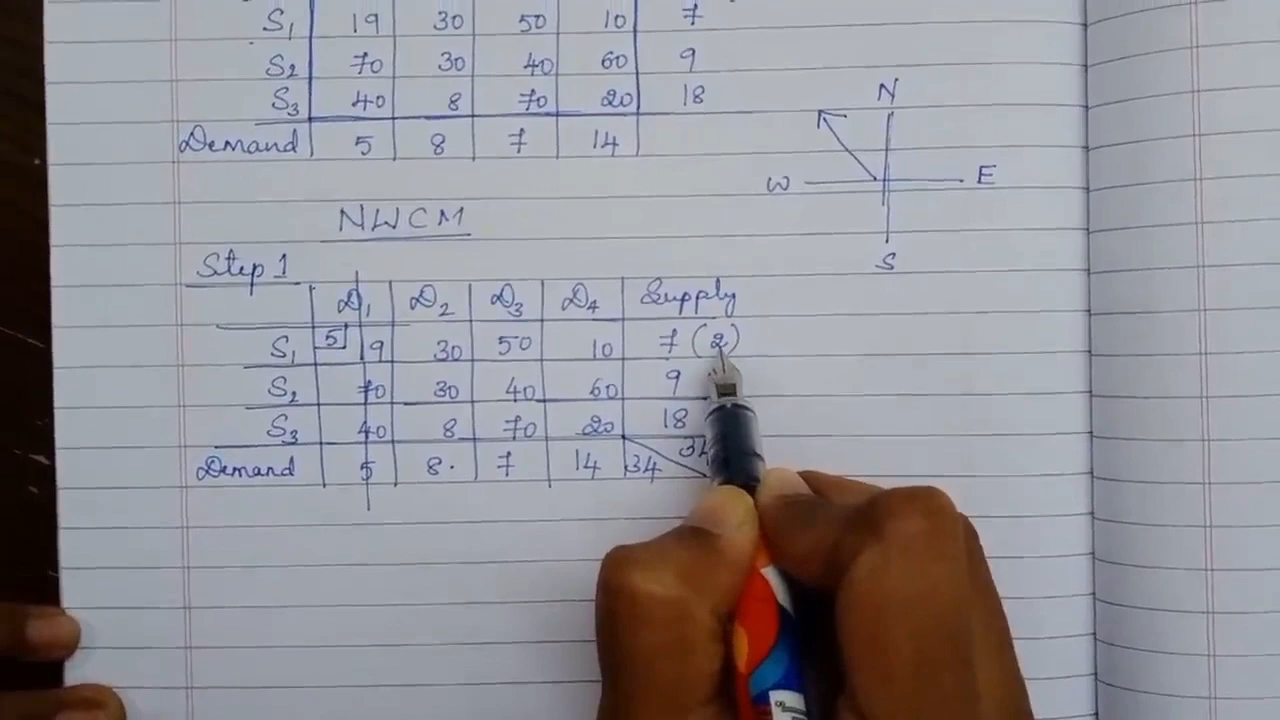 S1 19 30 50 10 7
S2 70 30 40 60 9
S3 40 8 70 20 18
Demand 5 8 7 14
N
W E
S
NWCM
Step 1
D1 D2 D3 D4 Supply
S1 5 19 30 50 10 7 (2)
S2 70 30 40 60 9
S3 40 8 70 20 18
Demand 5 8. 7 14 34 34